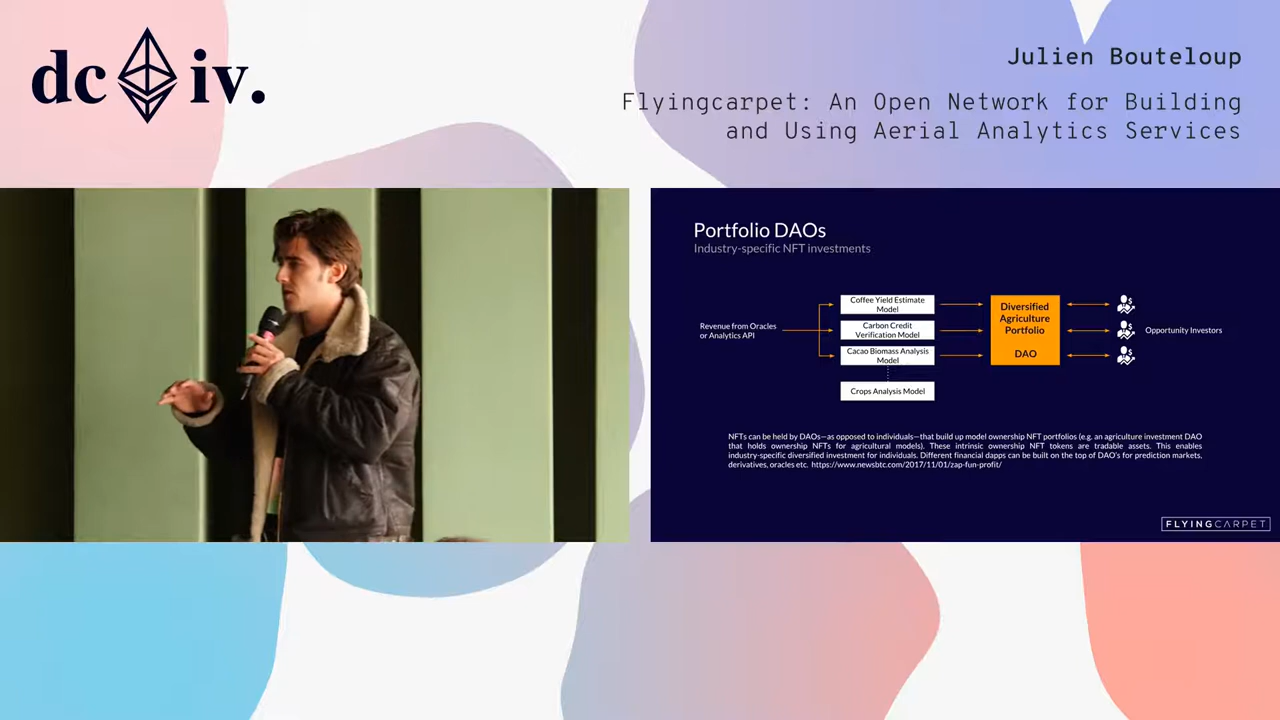 dc iv.
Julien Bouteloup
Flyingcarpet: An Open Network for Building
and Using Aerial Analytics Services
Portfolio DAOs
Industry-specific NFT investments
Revenue from Oracles
or Analytics API
Coffee Yield Estimate
Model
Carbon Credit
Verification Model
Cacao Biomass Analysis
Model
Crops Analysis Model
Diversified
Agriculture
Portfolio
DAO
Opportunity Investors
NFTs can be held by DAOs—as opposed to individuals—that build up model ownership NFT portfolios (e.g. an agriculture investment DAO
that holds ownership NFTs for agricultural models). These intrinsic ownership NFT tokens are tradable assets. This enables
industry-specific diversified investment for individuals. Different financial dapps can be built on the top of DAO's for prediction markets,
derivatives, oracles etc. https://www.newsbtc.com/2017/11/01/zap-fun-profit/
FLYINGCARPET